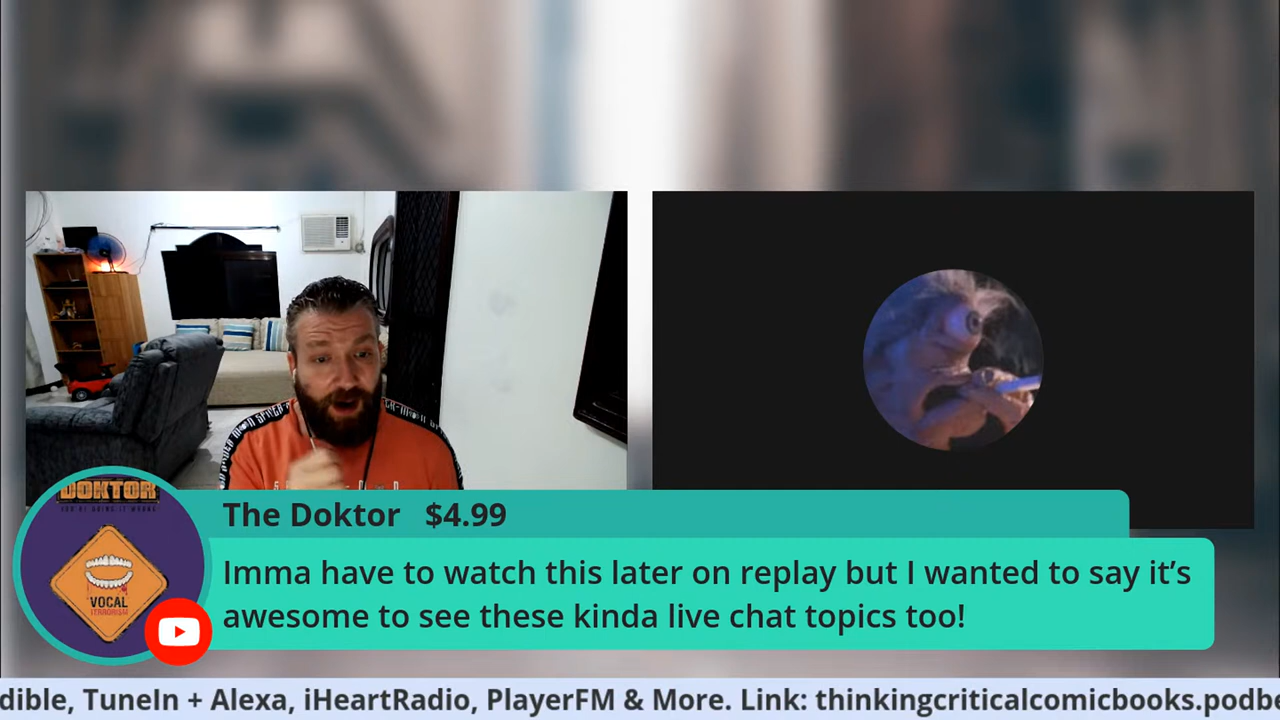 The Doktor $4.99
Imma have to watch this later on replay but I wanted to say it’s
awesome to see these kinda live chat topics too!
DOKTOR
VOCAL
dible, TuneIn + Alexa, iHeartRadio, PlayerFM & More. Link: thinkingcriticalcomicbooks.podbe